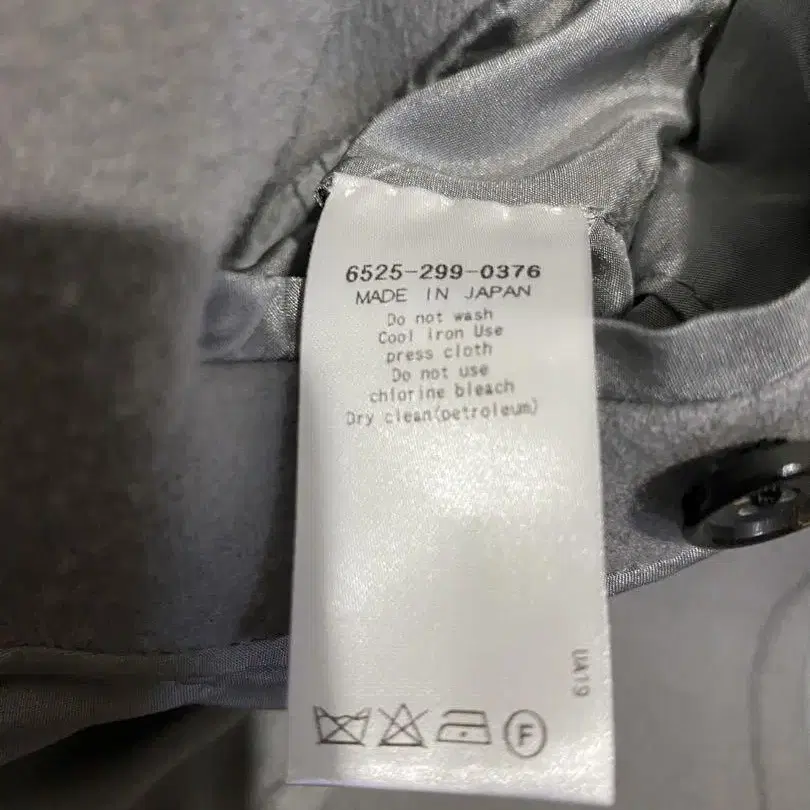 6525-299-0376
MADE IN JAPAN
Do not wash
Cool iron Use
press cloth
Do not use
chlorine bleach
Dry clean(petroleum)
UA19
F